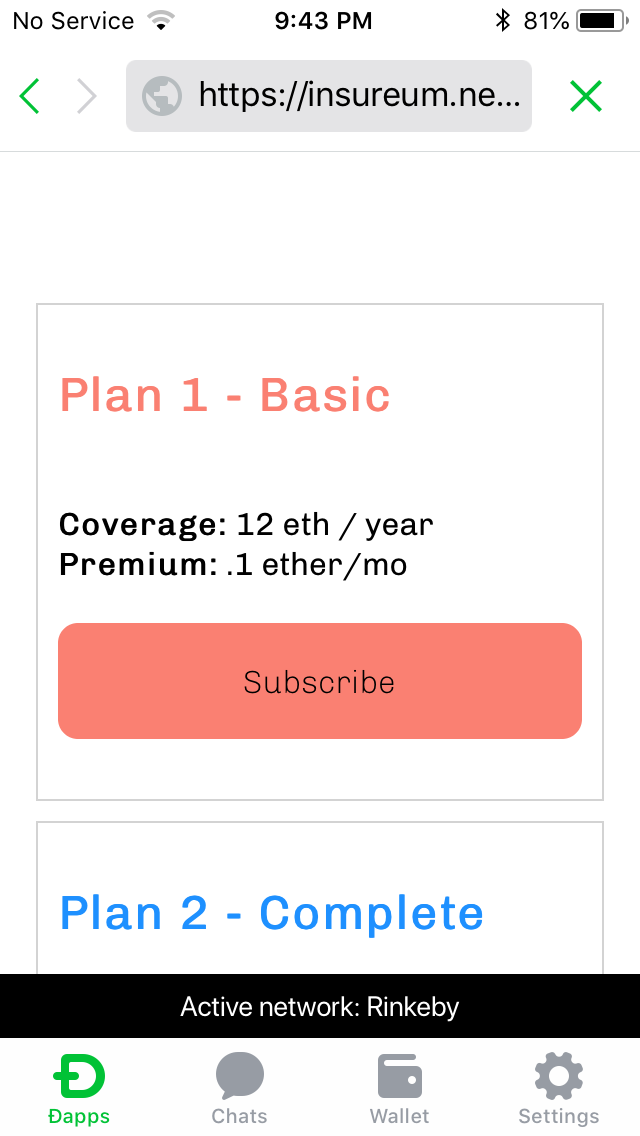 No Service 9:43 PM 81%
https://insureum.ne...
Plan 1 - Basic
Coverage: 12 eth / year
Premium: .1 ether/mo
Subscribe
Plan 2 - Complete
Active network: Rinkeby
Ðapps Chats Wallet Settings